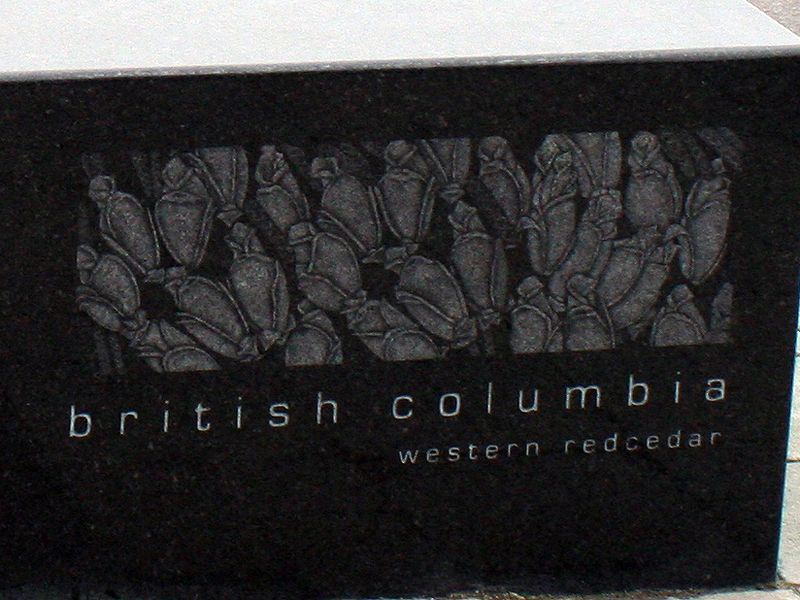 british columbia
western redcedar